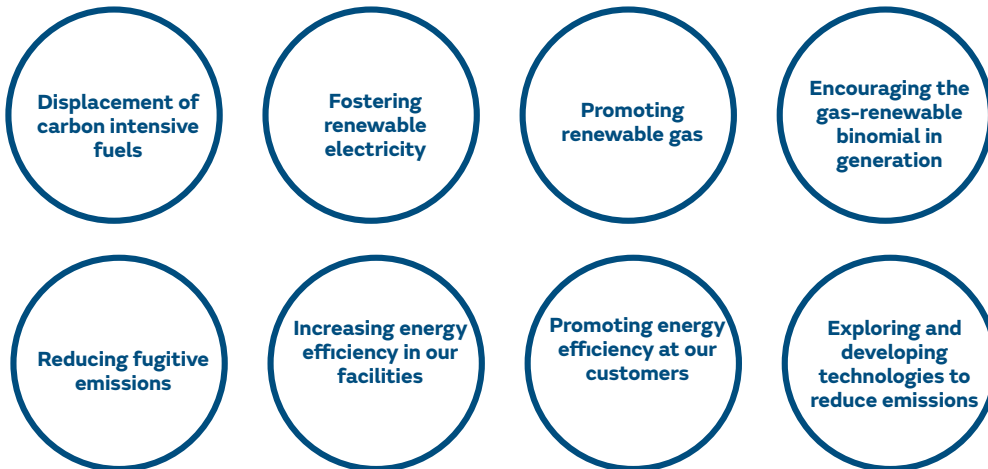 Displacement of
carbon intensive
fuels
Fostering
renewable
electricity
Promoting
renewable gas
Encouraging the
gas-renewable
binomial in
generation
Reducing fugitive
emissions
Increasing energy
efficiency in our
facilities
Promoting energy
efficiency at our
customers
Exploring and
developing
technologies to
reduce emissions